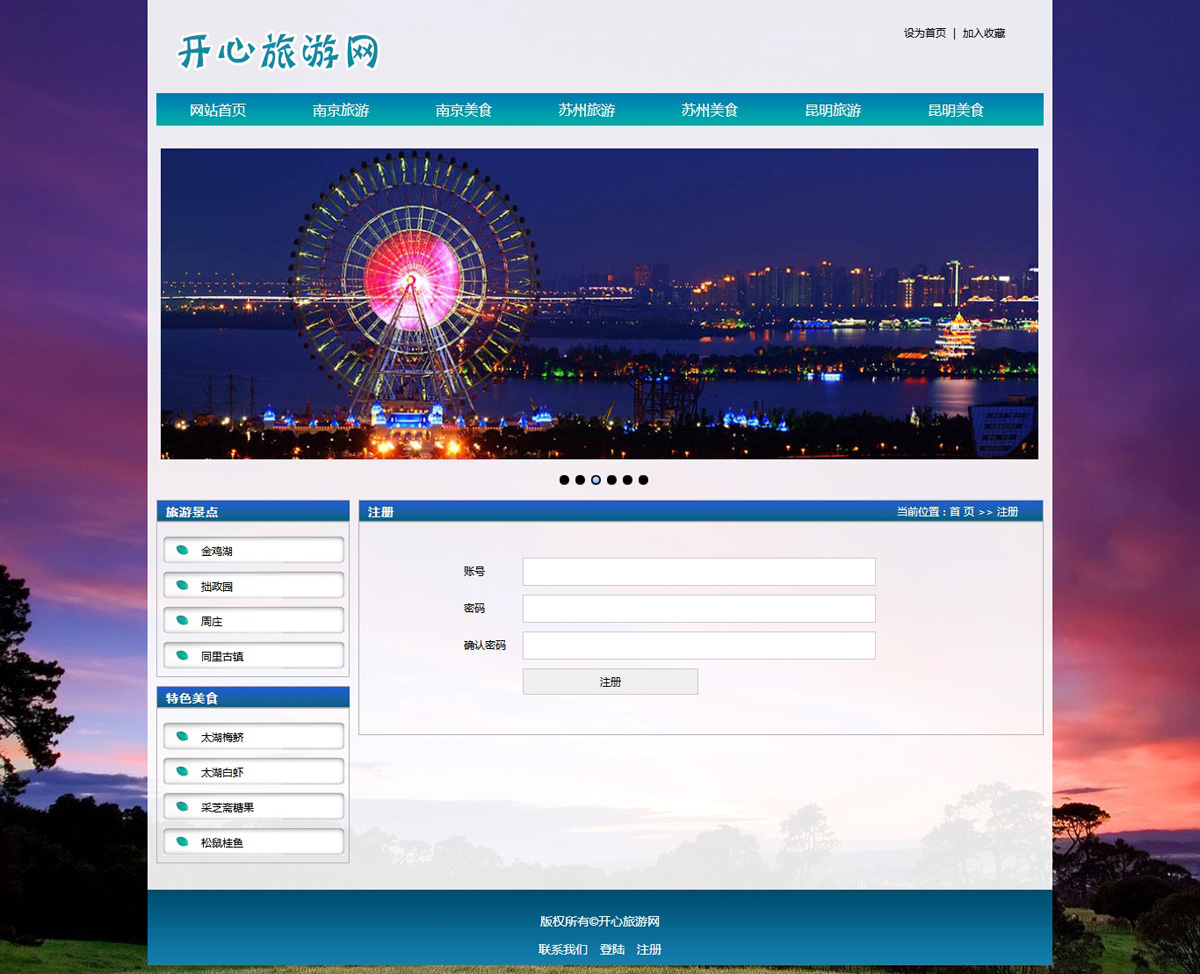 开心旅游网
设为首页 | 加入收藏
网站首页 南京旅游 南京美食 苏州旅游 苏州美食 昆明旅游 昆明美食
旅游景点
金鸡湖
拙政园
周庄
同里古镇
特色美食
太湖梅鲚
太湖白虾
采芝斋糖果
松鼠桂鱼
注册 当前位置：首 页 >> 注册
账号
密码
确认密码
注册
版权所有©开心旅游网
联系我们 登陆 注册